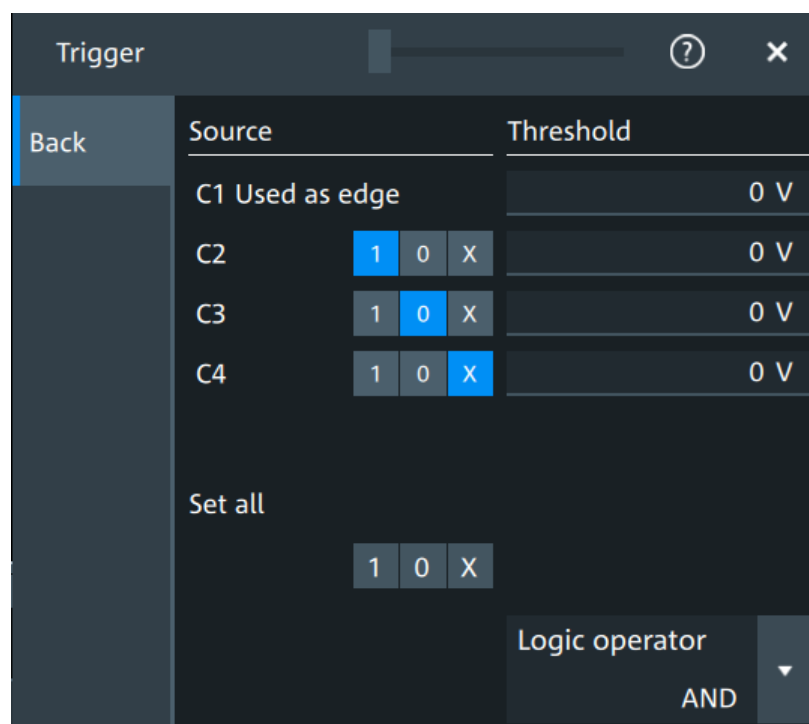 Trigger ? ×
Back
Source Threshold
C1 Used as edge 0 V
C2 1 0 X 0 V
C3 1 0 X 0 V
C4 1 0 X 0 V
Set all
1 0 X
Logic operator
AND